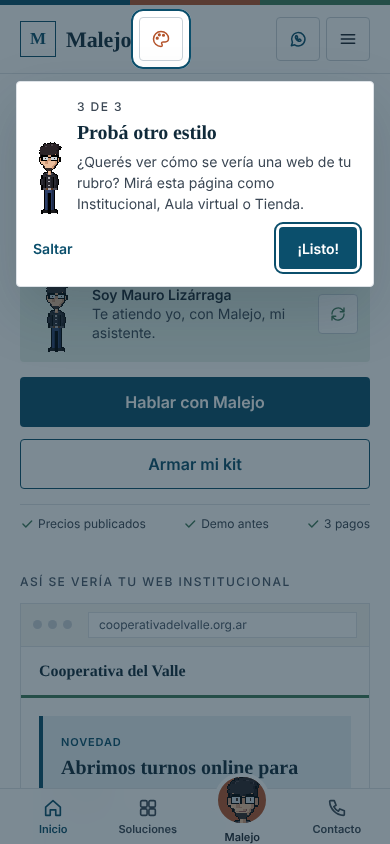 M Malejo
3 DE 3
Probá otro estilo
¿Querés ver cómo se vería una web de tu
rubro? Mirá esta página como
Institucional, Aula virtual o Tienda.
Saltar
¡Listo!
Soy Mauro Lizárraga
Te atiendo yo, con Malejo, mi
asistente.
Hablar con Malejo
Armar mi kit
Precios publicados
Demo antes
3 pagos
ASÍ SE VERÍA TU WEB INSTITUCIONAL
cooperativadelvalle.org.ar
Cooperativa del Valle
NOVEDAD
Abrimos turnos online para
Inicio
Soluciones
Malejo
Contacto